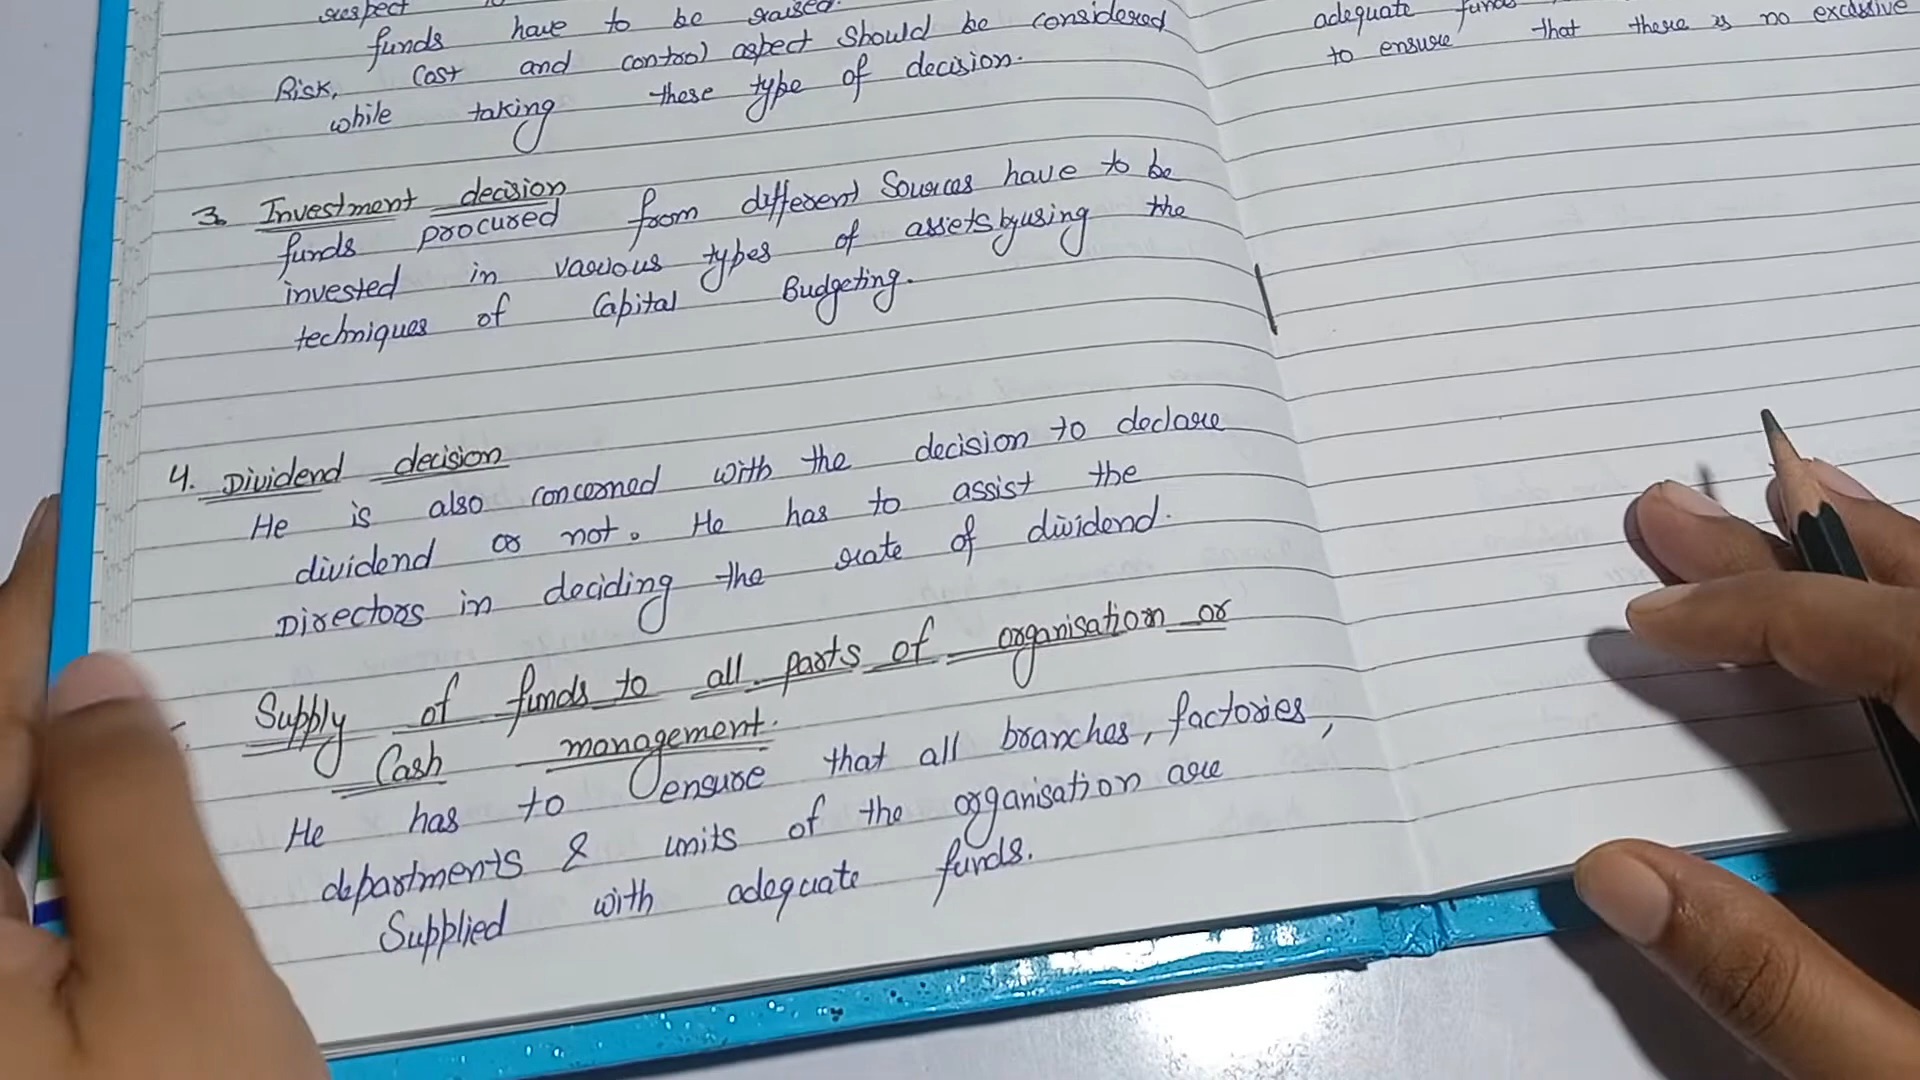 respect
funds have to be raised.
Risk, Cost and control aspect should be considered
while taking these type of decision.
3. Investment decision
funds procured from different Sources have to be
invested in various types of assets by using the
techniques of Capital Budgeting.
4. Dividend decision
He is also concerned with the decision to declare
dividend or not. He has to assist the
Directors in deciding the rate of dividend.
Supply of funds to all parts of organisation or
Cash management.
He has to ensure that all branches, factories,
departments & units of the organisation are
Supplied with adequate funds.
adequate funds
to ensure that there is no excessive